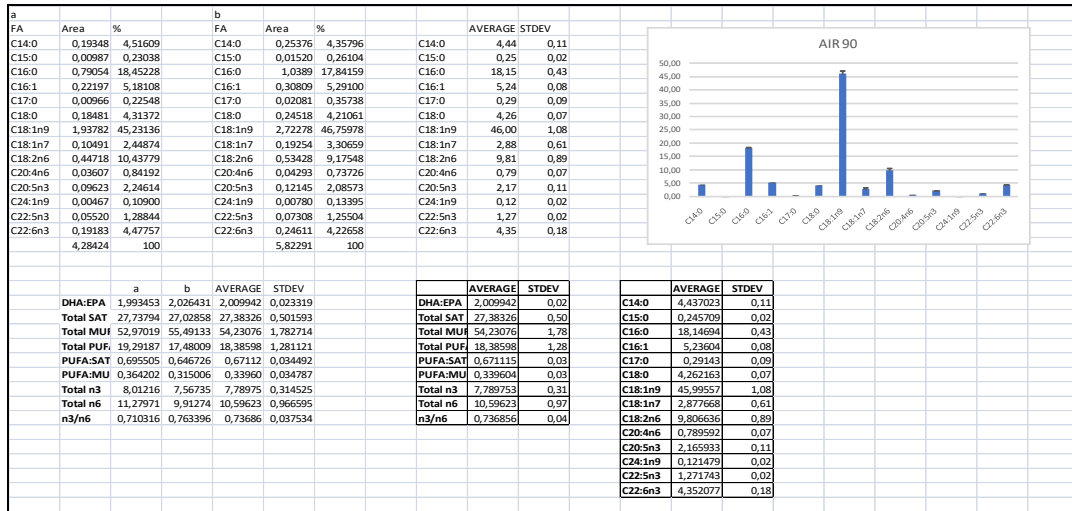 a b
FA Area % FA Area % AVERAGE STDEV
C14:0 0,19348 4,51609 C14:0 0,25376 4,35796 C14:0 4,44 0,11
C15:0 0,00987 0,23038 C15:0 0,01520 0,26104 C15:0 0,25 0,02
C16:0 0,79054 18,45228 C16:0 1,0389 17,84159 C16:0 18,15 0,43
C16:1 0,22197 5,18108 C16:1 0,30809 5,29100 C16:1 5,24 0,08
C17:0 0,00966 0,22548 C17:0 0,02081 0,35738 C17:0 0,29 0,09
C18:0 0,18481 4,31372 C18:0 0,24518 4,21061 C18:0 4,26 0,07
C18:1n9 1,93782 45,23136 C18:1n9 2,72278 46,75978 C18:1n9 46,00 1,08
C18:1n7 0,10491 2,44874 C18:1n7 0,19254 3,30659 C18:1n7 2,88 0,61
C18:2n6 0,44718 10,43779 C18:2n6 0,53428 9,17548 C18:2n6 9,81 0,89
C20:4n6 0,03607 0,84192 C20:4n6 0,04293 0,73726 C20:4n6 0,79 0,07
C20:5n3 0,09623 2,24614 C20:5n3 0,12145 2,08573 C20:5n3 2,17 0,11
C24:1n9 0,00467 0,10900 C24:1n9 0,00780 0,13395 C24:1n9 0,12 0,02
C22:5n3 0,05520 1,28844 C22:5n3 0,07308 1,25504 C22:5n3 1,27 0,02
C22:6n3 0,19183 4,47757 C22:6n3 0,24611 4,22658 C22:6n3 4,35 0,18
4,28424 100 5,82291 100
AIR 90
50,00
45,00
40,00
35,00
30,00
25,00
20,00
15,00
10,00
5,00
0,00
C14:0 C15:0 C16:0 C16:1 C17:0 C18:0 C18:1n9 C18:1n7 C18:2n6 C20:4n6 C20:5n3 C24:1n9 C22:5n3 C22:6n3
a b AVERAGE STDEV
DHA:EPA 1,993453 2,026431 2,009942 0,023319
Total SAT 27,73794 27,02858 27,38326 0,501593
Total MUF 52,97019 55,49133 54,23076 1,782714
Total PUFA 19,29187 17,48009 18,38598 1,281121
PUFA:SAT 0,695505 0,646726 0,67112 0,034492
PUFA:MU 0,364202 0,315006 0,33960 0,034787
Total n3 8,01216 7,56735 7,78975 0,314525
Total n6 11,27971 9,91274 10,59623 0,966595
n3/n6 0,710316 0,763396 0,73686 0,037534
AVERAGE STDEV
DHA:EPA 2,009942 0,02
Total SAT 27,38326 0,50
Total MUF 54,23076 1,78
Total PUFA 18,38598 1,28
PUFA:SAT 0,671115 0,03
PUFA:MU 0,339604 0,03
Total n3 7,789753 0,31
Total n6 10,59623 0,97
n3/n6 0,736856 0,04
AVERAGE STDEV
C14:0 4,437023 0,11
C15:0 0,245709 0,02
C16:0 18,14694 0,43
C16:1 5,23604 0,08
C17:0 0,29143 0,09
C18:0 4,262163 0,07
C18:1n9 45,99557 1,08
C18:1n7 2,877668 0,61
C18:2n6 9,806636 0,89
C20:4n6 0,789592 0,07
C20:5n3 2,165933 0,11
C24:1n9 0,121479 0,02
C22:5n3 1,271743 0,02
C22:6n3 4,352077 0,18